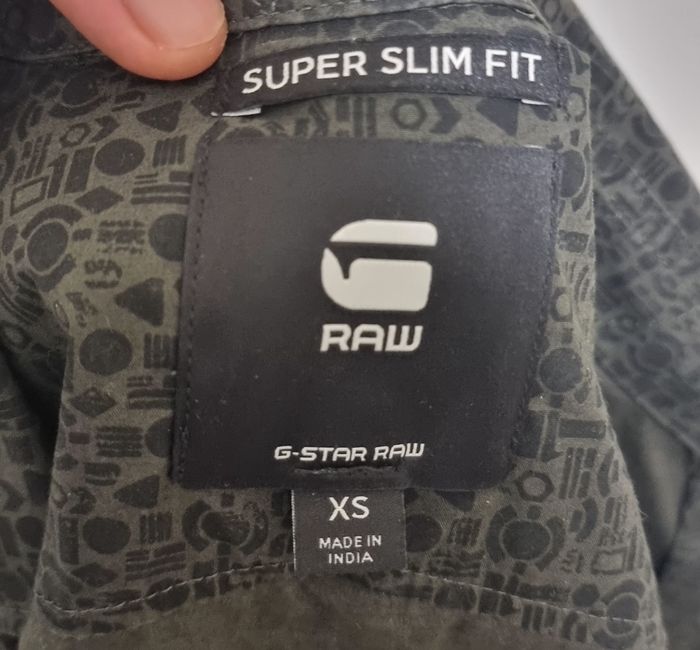 SUPER SLIM FIT
RAW
G-STAR RAW
XS
MADE IN
INDIA